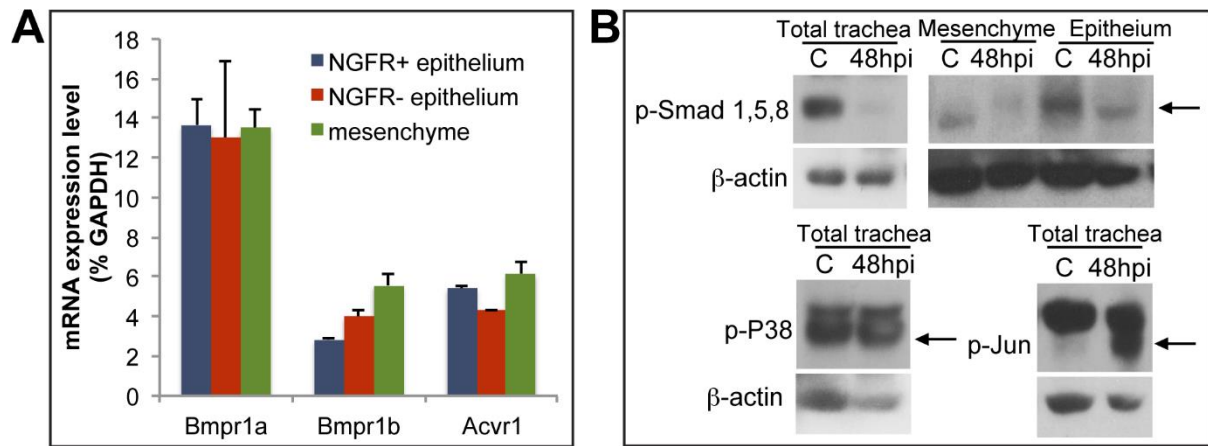 A
mRNA expression level
(% GAPDH)
18
16
14
12
10
8
6
4
2
0
NGFR+ epithelium
NGFR- epithelium
mesenchyme
Bmpr1a Bmpr1b Acvr1
B
Total trachea Mesenchyme Epitheium
C 48hpi C 48hpi C 48hpi
p-Smad 1,5,8
β-actin
Total trachea Total trachea
C 48hpi C 48hpi
p-P38 p-Jun
β-actin